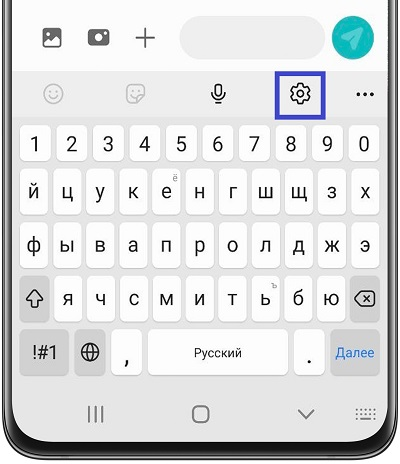 1 2 3 4 5 6 7 8 9 0
й ц у к е ё н г ш щ з х
ф ы в а п р о л д ж э
я ч с м и т ь ъ б ю
!#1 , Русский . Далее